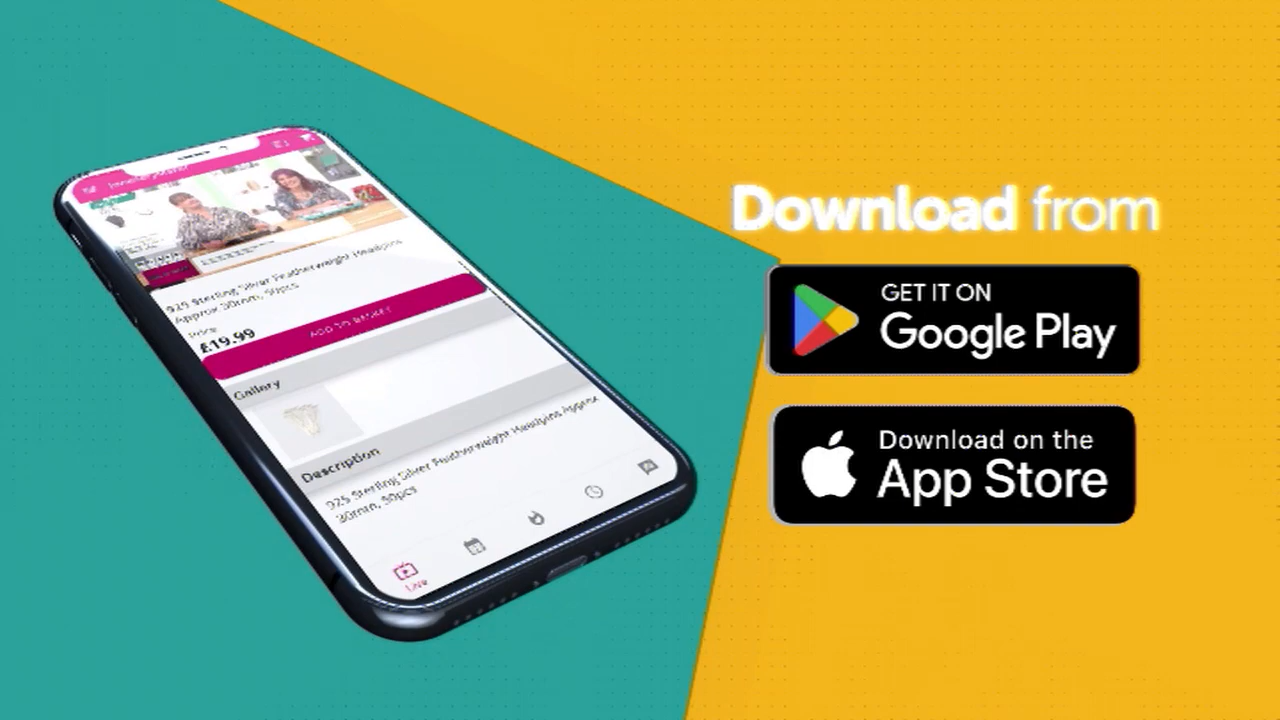 925 Sterling Silver Featherweight Headpins
Approx 30mm, 50pcs
Price
£19.99
ADD TO BASKET
Gallery
Description
925 Sterling Silver Featherweight Headpins Approx
30mm, 50pcs
Live
Download from
GET IT ON
Google Play
Download on the
App Store